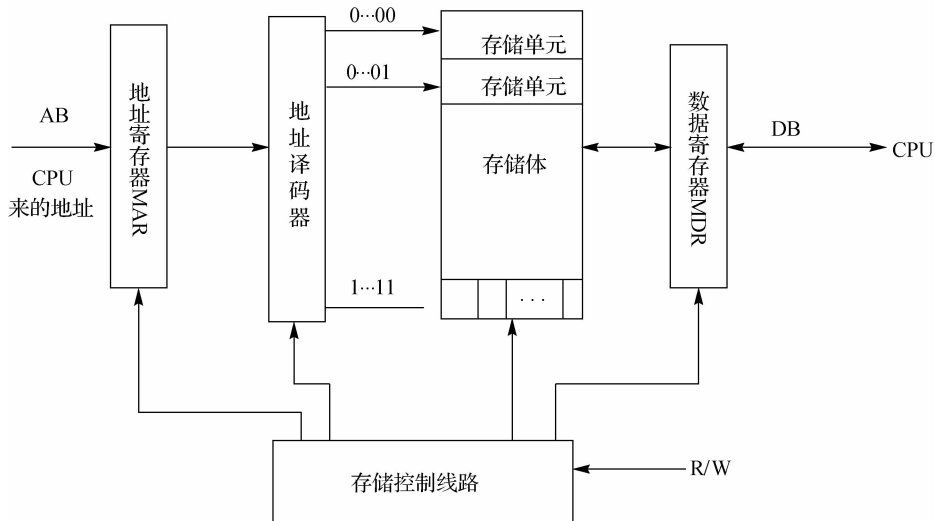 AB
CPU
来的地址
地址寄存器MAR
地址译码器
0…00
0…01
1…11
存储单元
存储单元
存储体
…
数据寄存器MDR
DB
CPU
存储控制线路
R/W